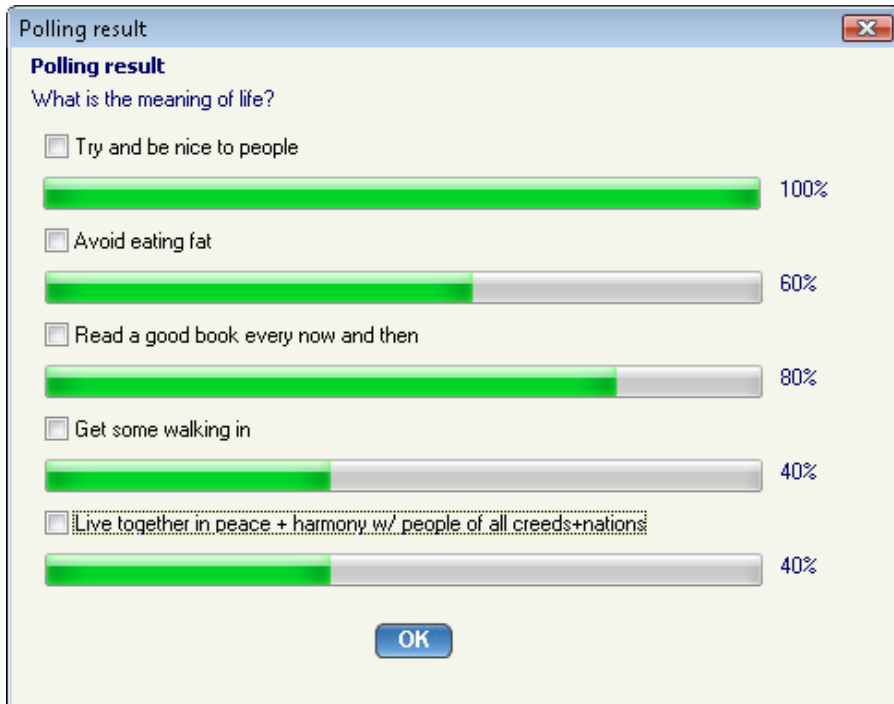 Polling result
Polling result
What is the meaning of life?
Try and be nice to people
100%
Avoid eating fat
60%
Read a good book every now and then
80%
Get some walking in
40%
Live together in peace + harmony w/ people of all creeds+nations
40%
OK